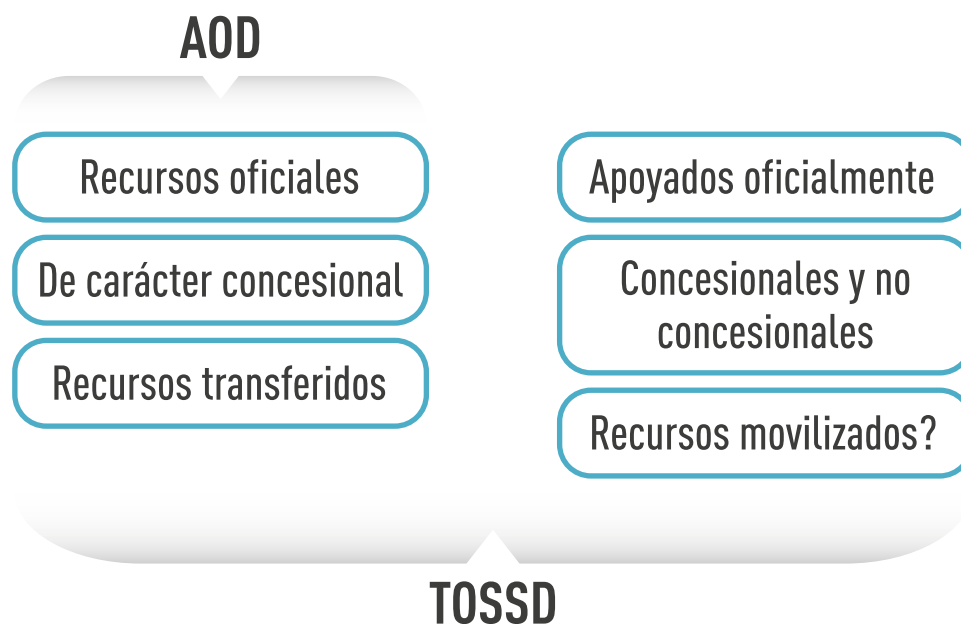 AOD
Recursos oficiales
De carácter concesional
Recursos transferidos
Apoyados oficialmente
Concesionales y no
concesionales
Recursos movilizados?
TOSSD